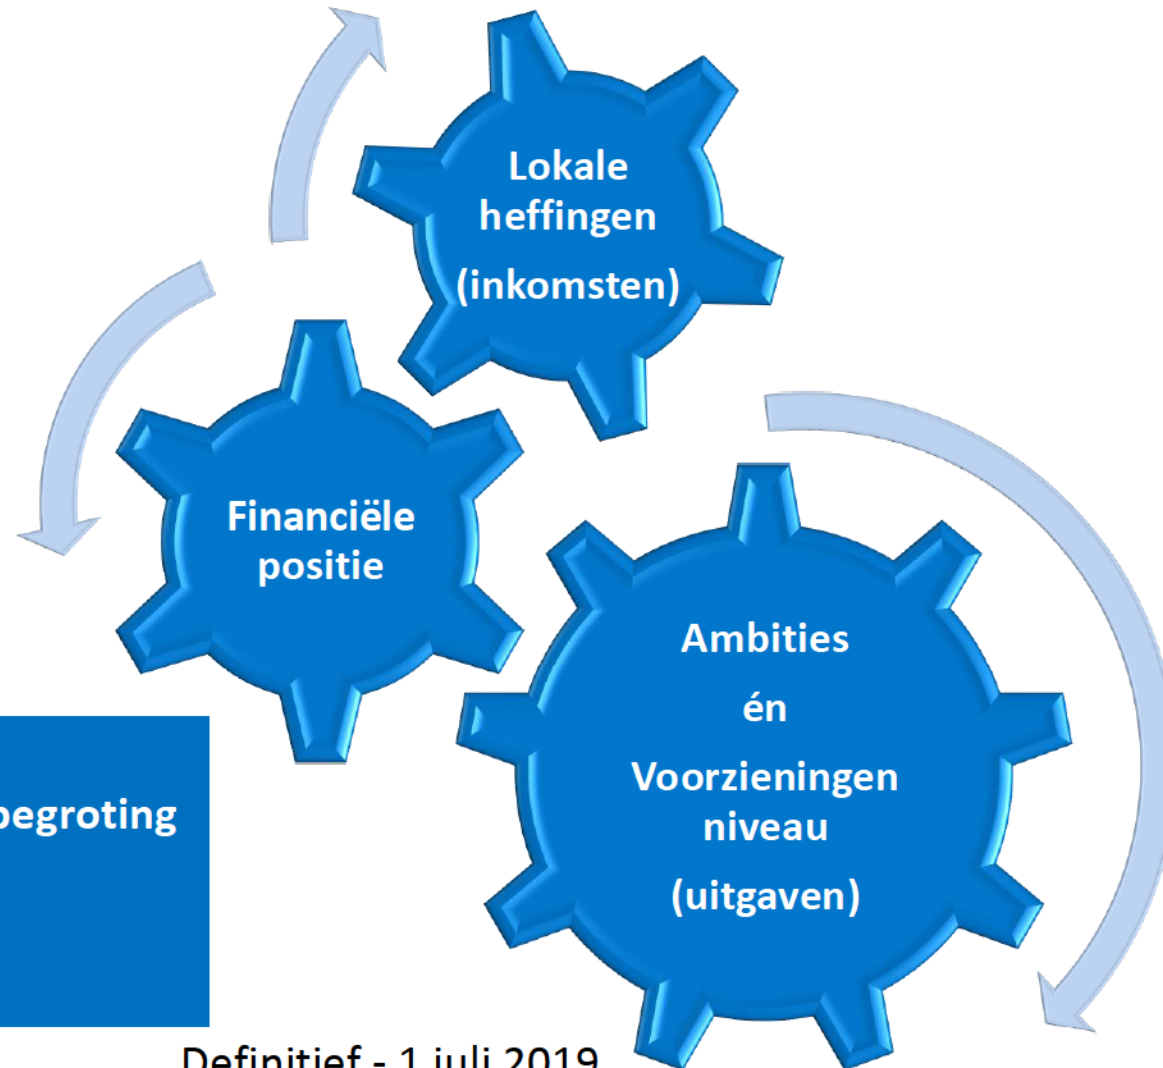 Lokale
heffingen
(inkomsten)
Financiële
positie
Ambities
én
Voorzieningen
niveau
(uitgaven)
begroting
Definitief - 1 juli 2019